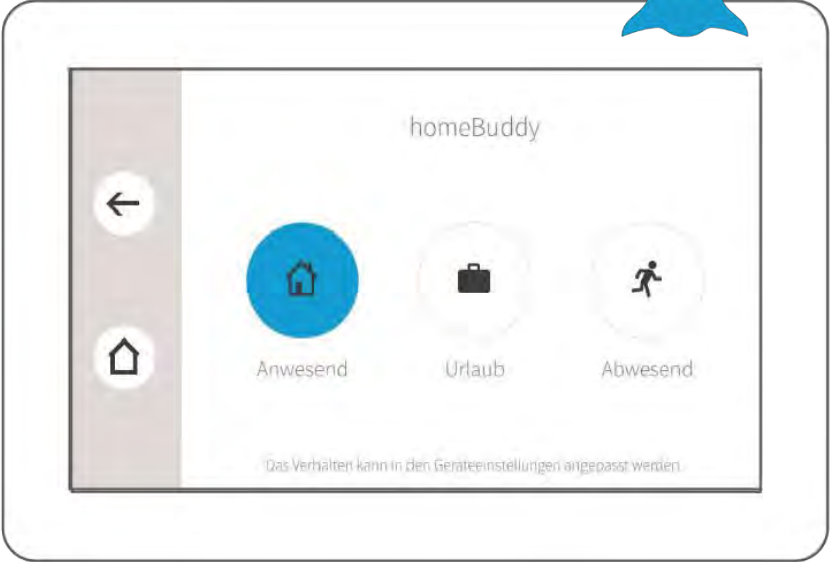 homeBuddy
Anwesend
Urlaub
Abwesend
Das Verhalten kann in den Geräteeinstellungen angepasst werden.